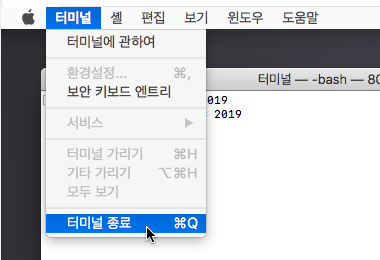 터미널 셸 편집 보기 윈도우 도움말
터미널에 관하여
터미널 — -bash — 80
환경설정... ⌘,
2019
보안 키보드 엔트리
2019
서비스 ▶
터미널 가리기 ⌘H
기타 가리기 ⌥⌘H
모두 보기
터미널 종료 ⌘Q